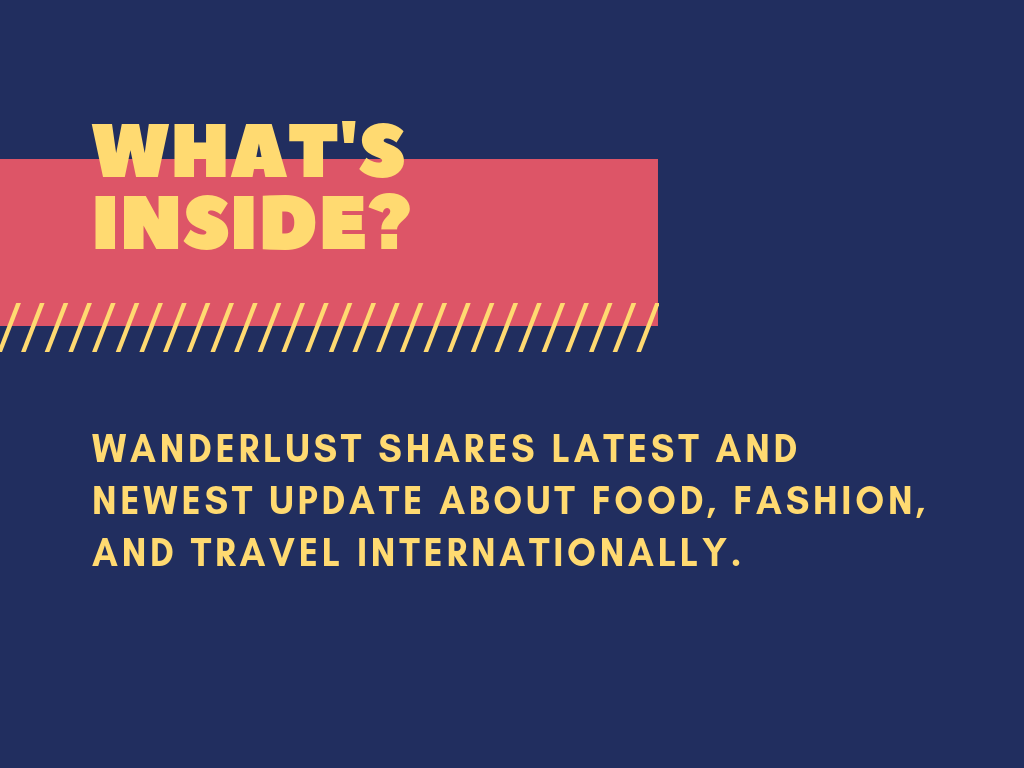 WHAT'S
INSIDE?
WANDERLUST SHARES LATEST AND
NEWEST UPDATE ABOUT FOOD, FASHION,
AND TRAVEL INTERNATIONALLY.